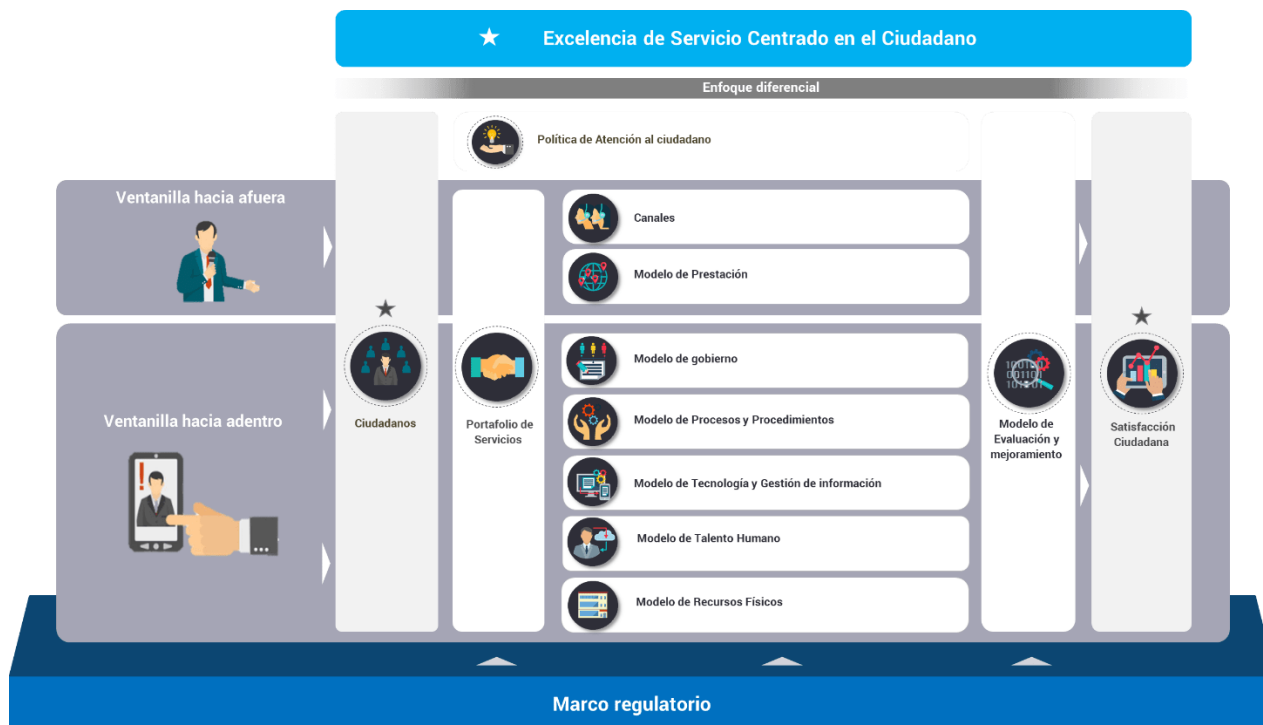 Excelencia de Servicio Centrado en el Ciudadano
Enfoque diferencial
Política de Atención al ciudadano
Ventanilla hacia afuera
Canales
Modelo de Prestación
Ventanilla hacia adentro
Ciudadanos
Portafolio de
Servicios
Modelo de gobierno
Modelo de Procesos y Procedimientos
Modelo de Tecnología y Gestión de información
Modelo de Talento Humano
Modelo de Recursos Físicos
100101
001101
101101
Modelo de
Evaluación y
mejoramiento
Satisfacción
Ciudadana
Marco regulatorio